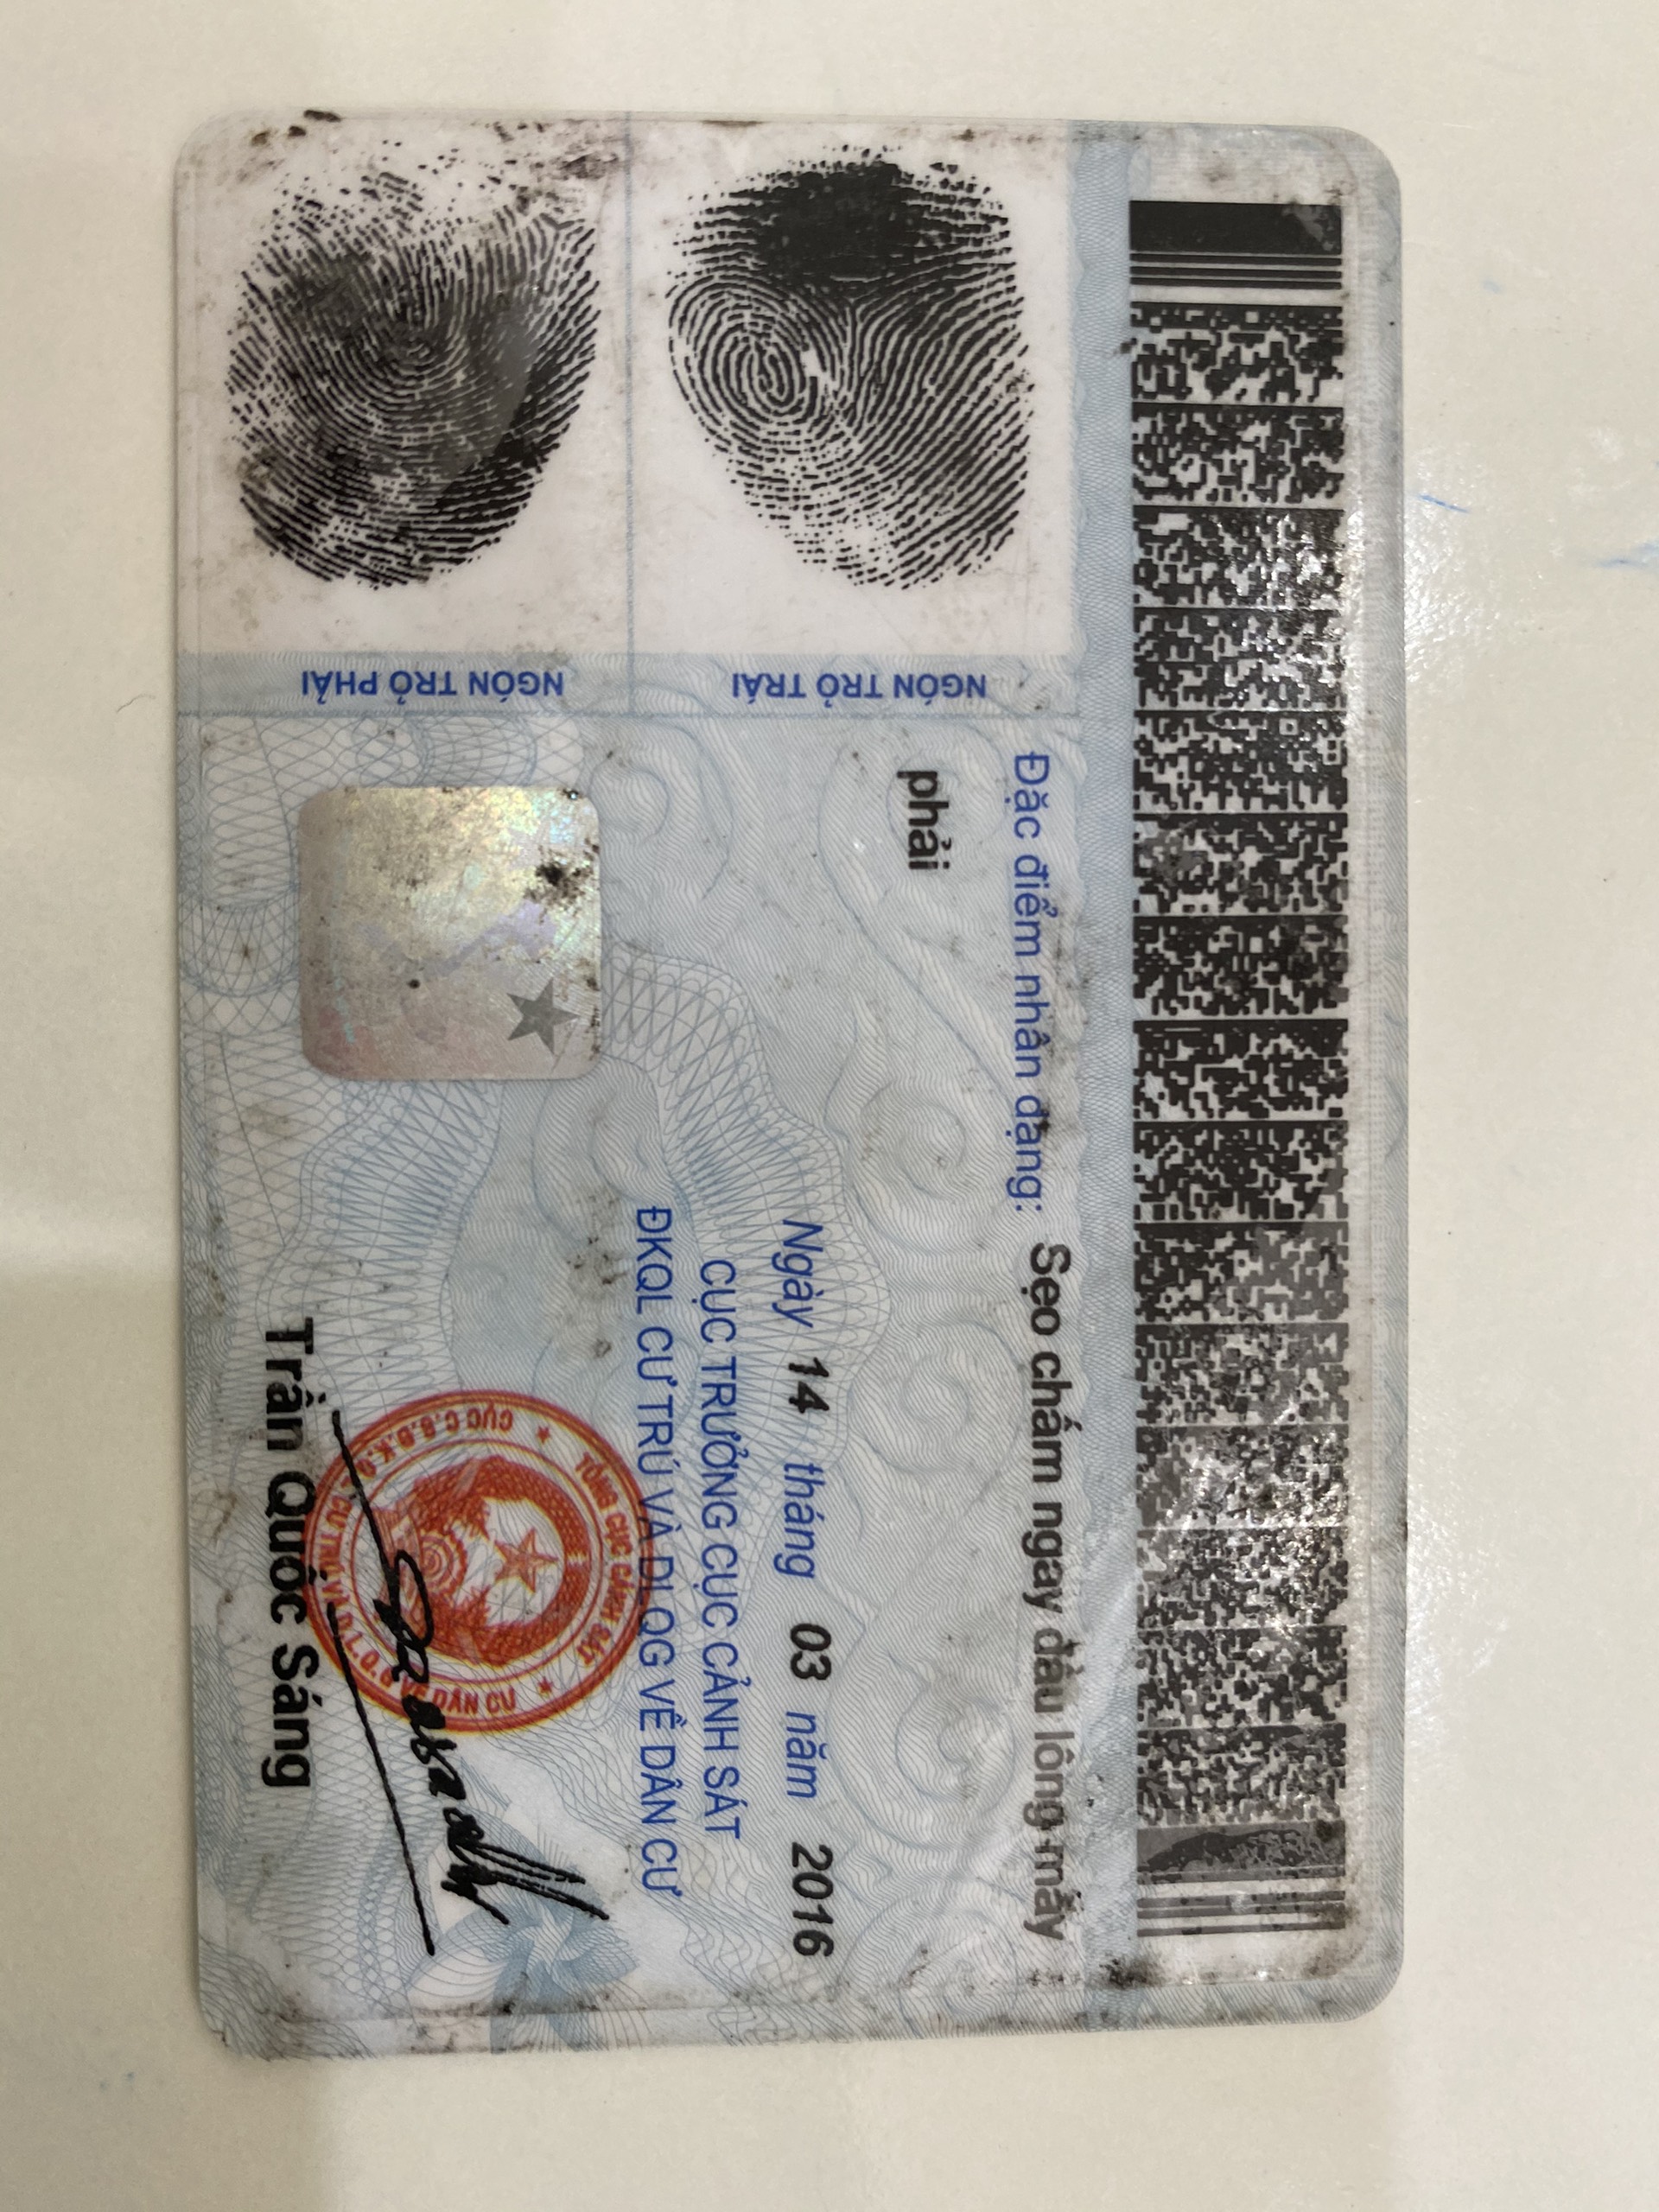 Đặc điểm nhân dạng: Sẹo chấm ngay đầu lông mày
phải
NGÓN TRỎ TRÁI
NGÓN TRỎ PHẢI
Ngày 14 tháng 03 năm 2016
CỤC TRƯỞNG CỤC CẢNH SÁT
ĐKQL CƯ TRÚ VÀ DLQG VỀ DÂN CƯ
TỔNG CỤC CẢNH SÁT
CỤC C.S.Đ.K.Q.L CƯ TRÚ VÀ D.L.Q.G VỀ DÂN CƯ
Trần Quốc Sáng